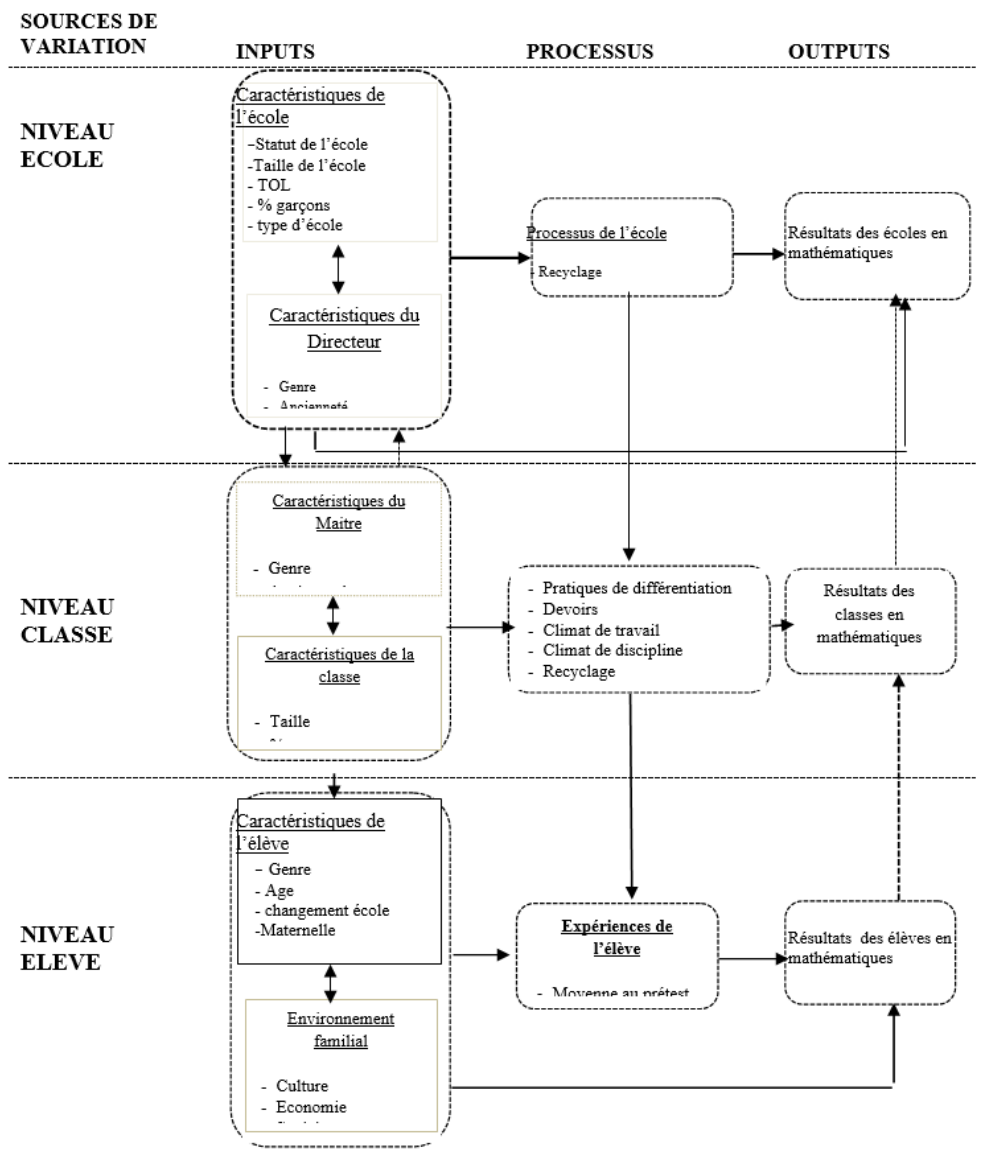 SOURCES DE
VARIATION
INPUTS
PROCESSUS
OUTPUTS
NIVEAU
ECOLE
Caractéristiques de
l'école
-Statut de l'école
-Taille de l'école
- TOL
- % garçons
- type d'école
Caractéristiques du
Directeur
- Genre
- Ancienneté
Processus de l'école
- Recyclage
Résultats des écoles en
mathématiques
NIVEAU
CLASSE
Caractéristiques du
Maitre
- Genre
Caractéristiques de la
classe
- Taille
- Pratiques de différentiation
- Devoirs
- Climat de travail
- Climat de discipline
- Recyclage
Résultats des
classes en
mathématiques
NIVEAU
ELEVE
Caractéristiques de
l'élève
- Genre
- Age
- changement école
-Maternelle
Environnement
familial
- Culture
- Economie
Expériences de
l'élève
- Moyenne au prétest
Résultats des élèves en
mathématiques